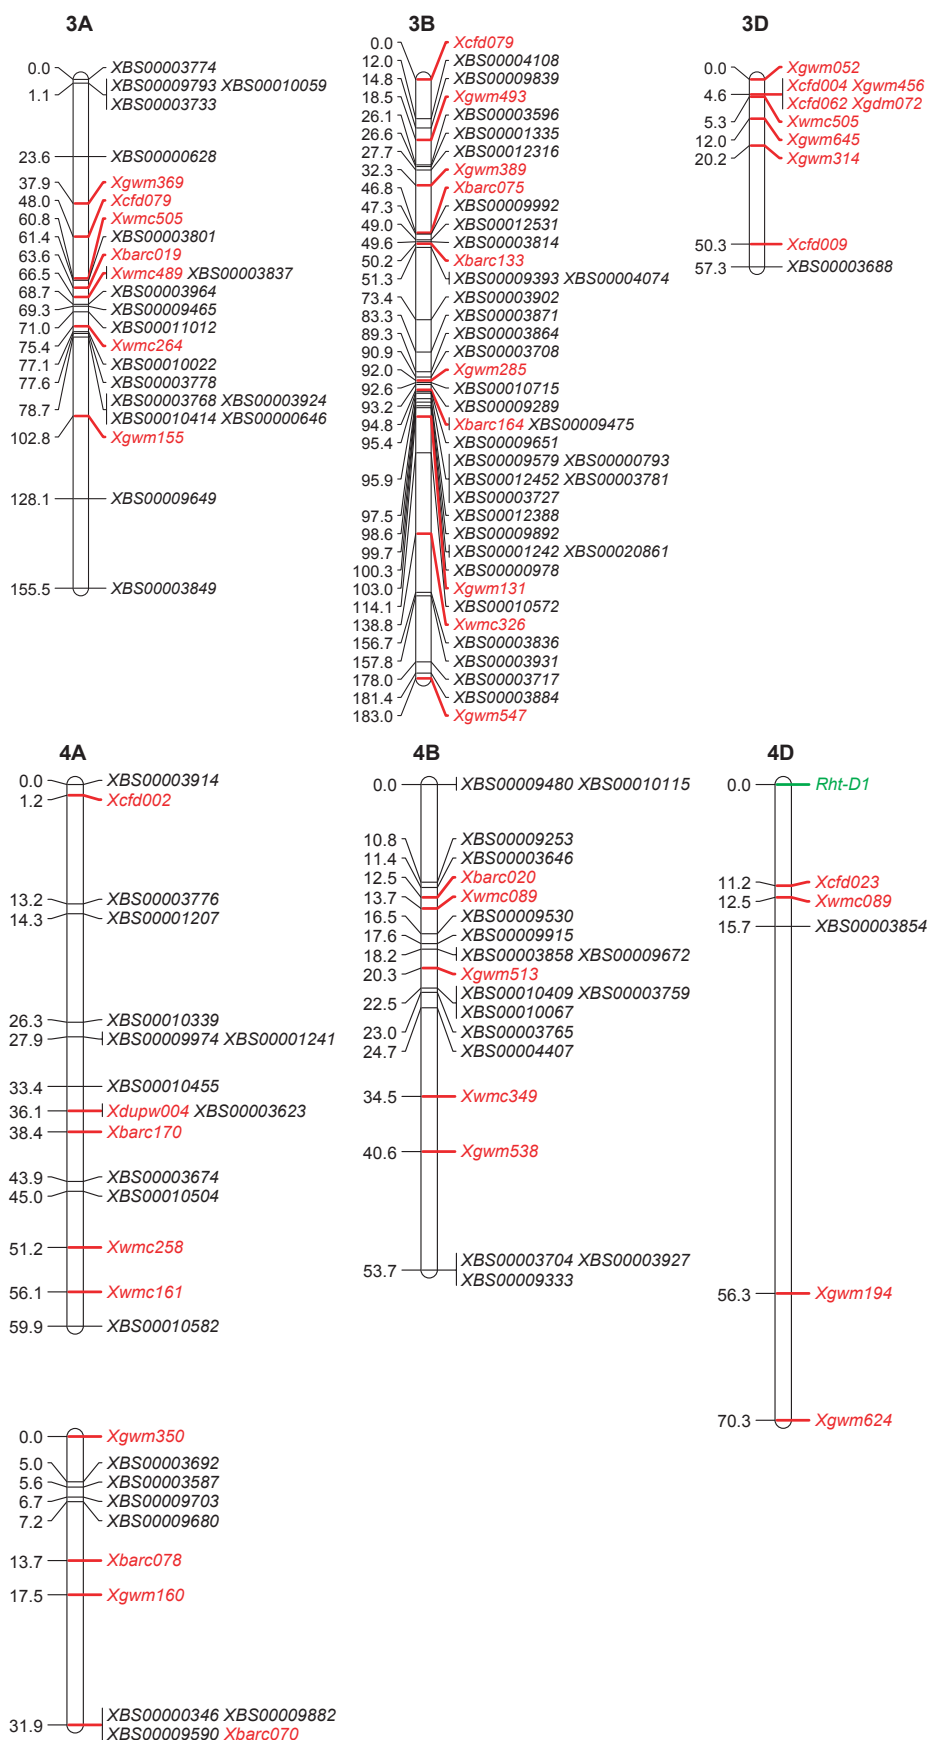 3A
0.0 XBS00003774
1.1 XBS00009793 XBS00010059
XBS00003733
23.6 XBS00000628
37.9 Xgwm369
48.0 Xcfd079
60.8 Xwmc505
61.4 XBS00003801
63.6 Xbarc019
66.5 Xwmc489 XBS00003837
68.7 XBS00003964
69.3 XBS00009465
71.0 XBS00011012
75.4 Xwmc264
77.1 XBS00010022
77.6 XBS00003778
78.7 XBS00003768 XBS00003924
XBS00010414 XBS00000646
102.8 Xgwm155
128.1 XBS00009649
155.5 XBS00003849
3B
0.0 Xcfd079
12.0 XBS00004108
14.8 XBS00009839
18.5 Xgwm493
26.1 XBS00003596
26.6 XBS00001335
27.7 XBS00012316
32.3 Xgwm389
46.8 Xbarc075
47.3 XBS00009992
49.0 XBS00012531
49.6 XBS00003814
50.2 Xbarc133
51.3 XBS00009393 XBS00004074
73.4 XBS00003902
83.3 XBS00003871
89.3 XBS00003864
90.9 XBS00003708
92.0 Xgwm285
92.6 XBS00010715
93.2 XBS00009289
94.8 Xbarc164 XBS00009475
95.4 XBS00009651
XBS00009579 XBS00000793
95.9 XBS00012452 XBS00003781
XBS00003727
97.5 XBS00012388
98.6 XBS00009892
99.7 XBS00001242 XBS00020861
100.3 XBS00000978
103.0 Xgwm131
114.1 XBS00010572
138.8 Xwmc326
156.7 XBS00003836
157.8 XBS00003931
178.0 XBS00003717
181.4 XBS00003884
183.0 Xgwm547
3D
0.0 Xgwm052
4.6 Xcfd004 Xgwm456
Xcfd062 Xgdm072
5.3 Xwmc505
12.0 Xgwm645
20.2 Xgwm314
50.3 Xcfd009
57.3 XBS00003688
4A
0.0 XBS00003914
1.2 Xcfd002
13.2 XBS00003776
14.3 XBS00001207
26.3 XBS00010339
27.9 XBS00009974 XBS00001241
33.4 XBS00010455
36.1 Xdupw004 XBS00003623
38.4 Xbarc170
43.9 XBS00003674
45.0 XBS00010504
51.2 Xwmc258
56.1 Xwmc161
59.9 XBS00010582
0.0 Xgwm350
5.0 XBS00003692
5.6 XBS00003587
6.7 XBS00009703
7.2 XBS00009680
13.7 Xbarc078
17.5 Xgwm160
31.9 XBS00000346 XBS00009882
XBS00009590 Xbarc070
4B
0.0 XBS00009480 XBS00010115
10.8 XBS00009253
11.4 XBS00003646
12.5 Xbarc020
13.7 Xwmc089
16.5 XBS00009530
17.6 XBS00009915
18.2 XBS00003858 XBS00009672
20.3 Xgwm513
22.5 XBS00010409 XBS00003759
XBS00010067
23.0 XBS00003765
24.7 XBS00004407
34.5 Xwmc349
40.6 Xgwm538
53.7 XBS00003704 XBS00003927
XBS00009333
4D
0.0 Rht-D1
11.2 Xcfd023
12.5 Xwmc089
15.7 XBS00003854
56.3 Xgwm194
70.3 Xgwm624